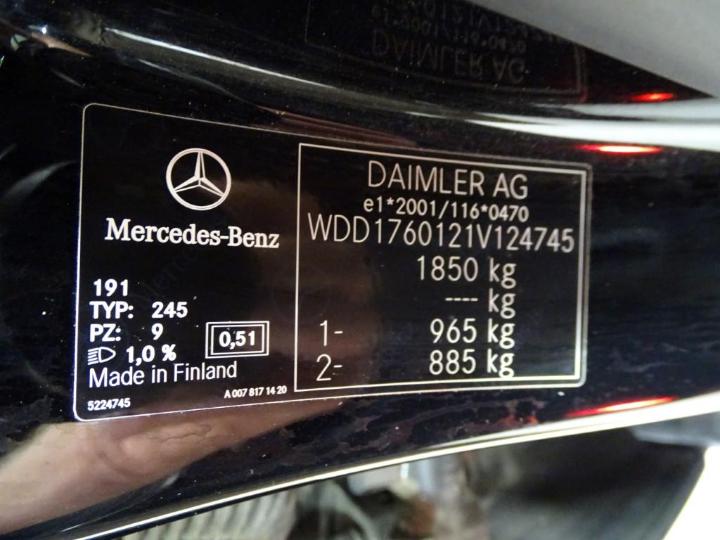 Mercedes-Benz
191
TYP: 245
PZ: 9
1,0 %
0,51
Made in Finland
5224745
A 007 817 14 20
DAIMLER AG
e1*2001/116*0470
WDD1760121V124745
1850 kg
---- kg
1- 965 kg
2- 885 kg